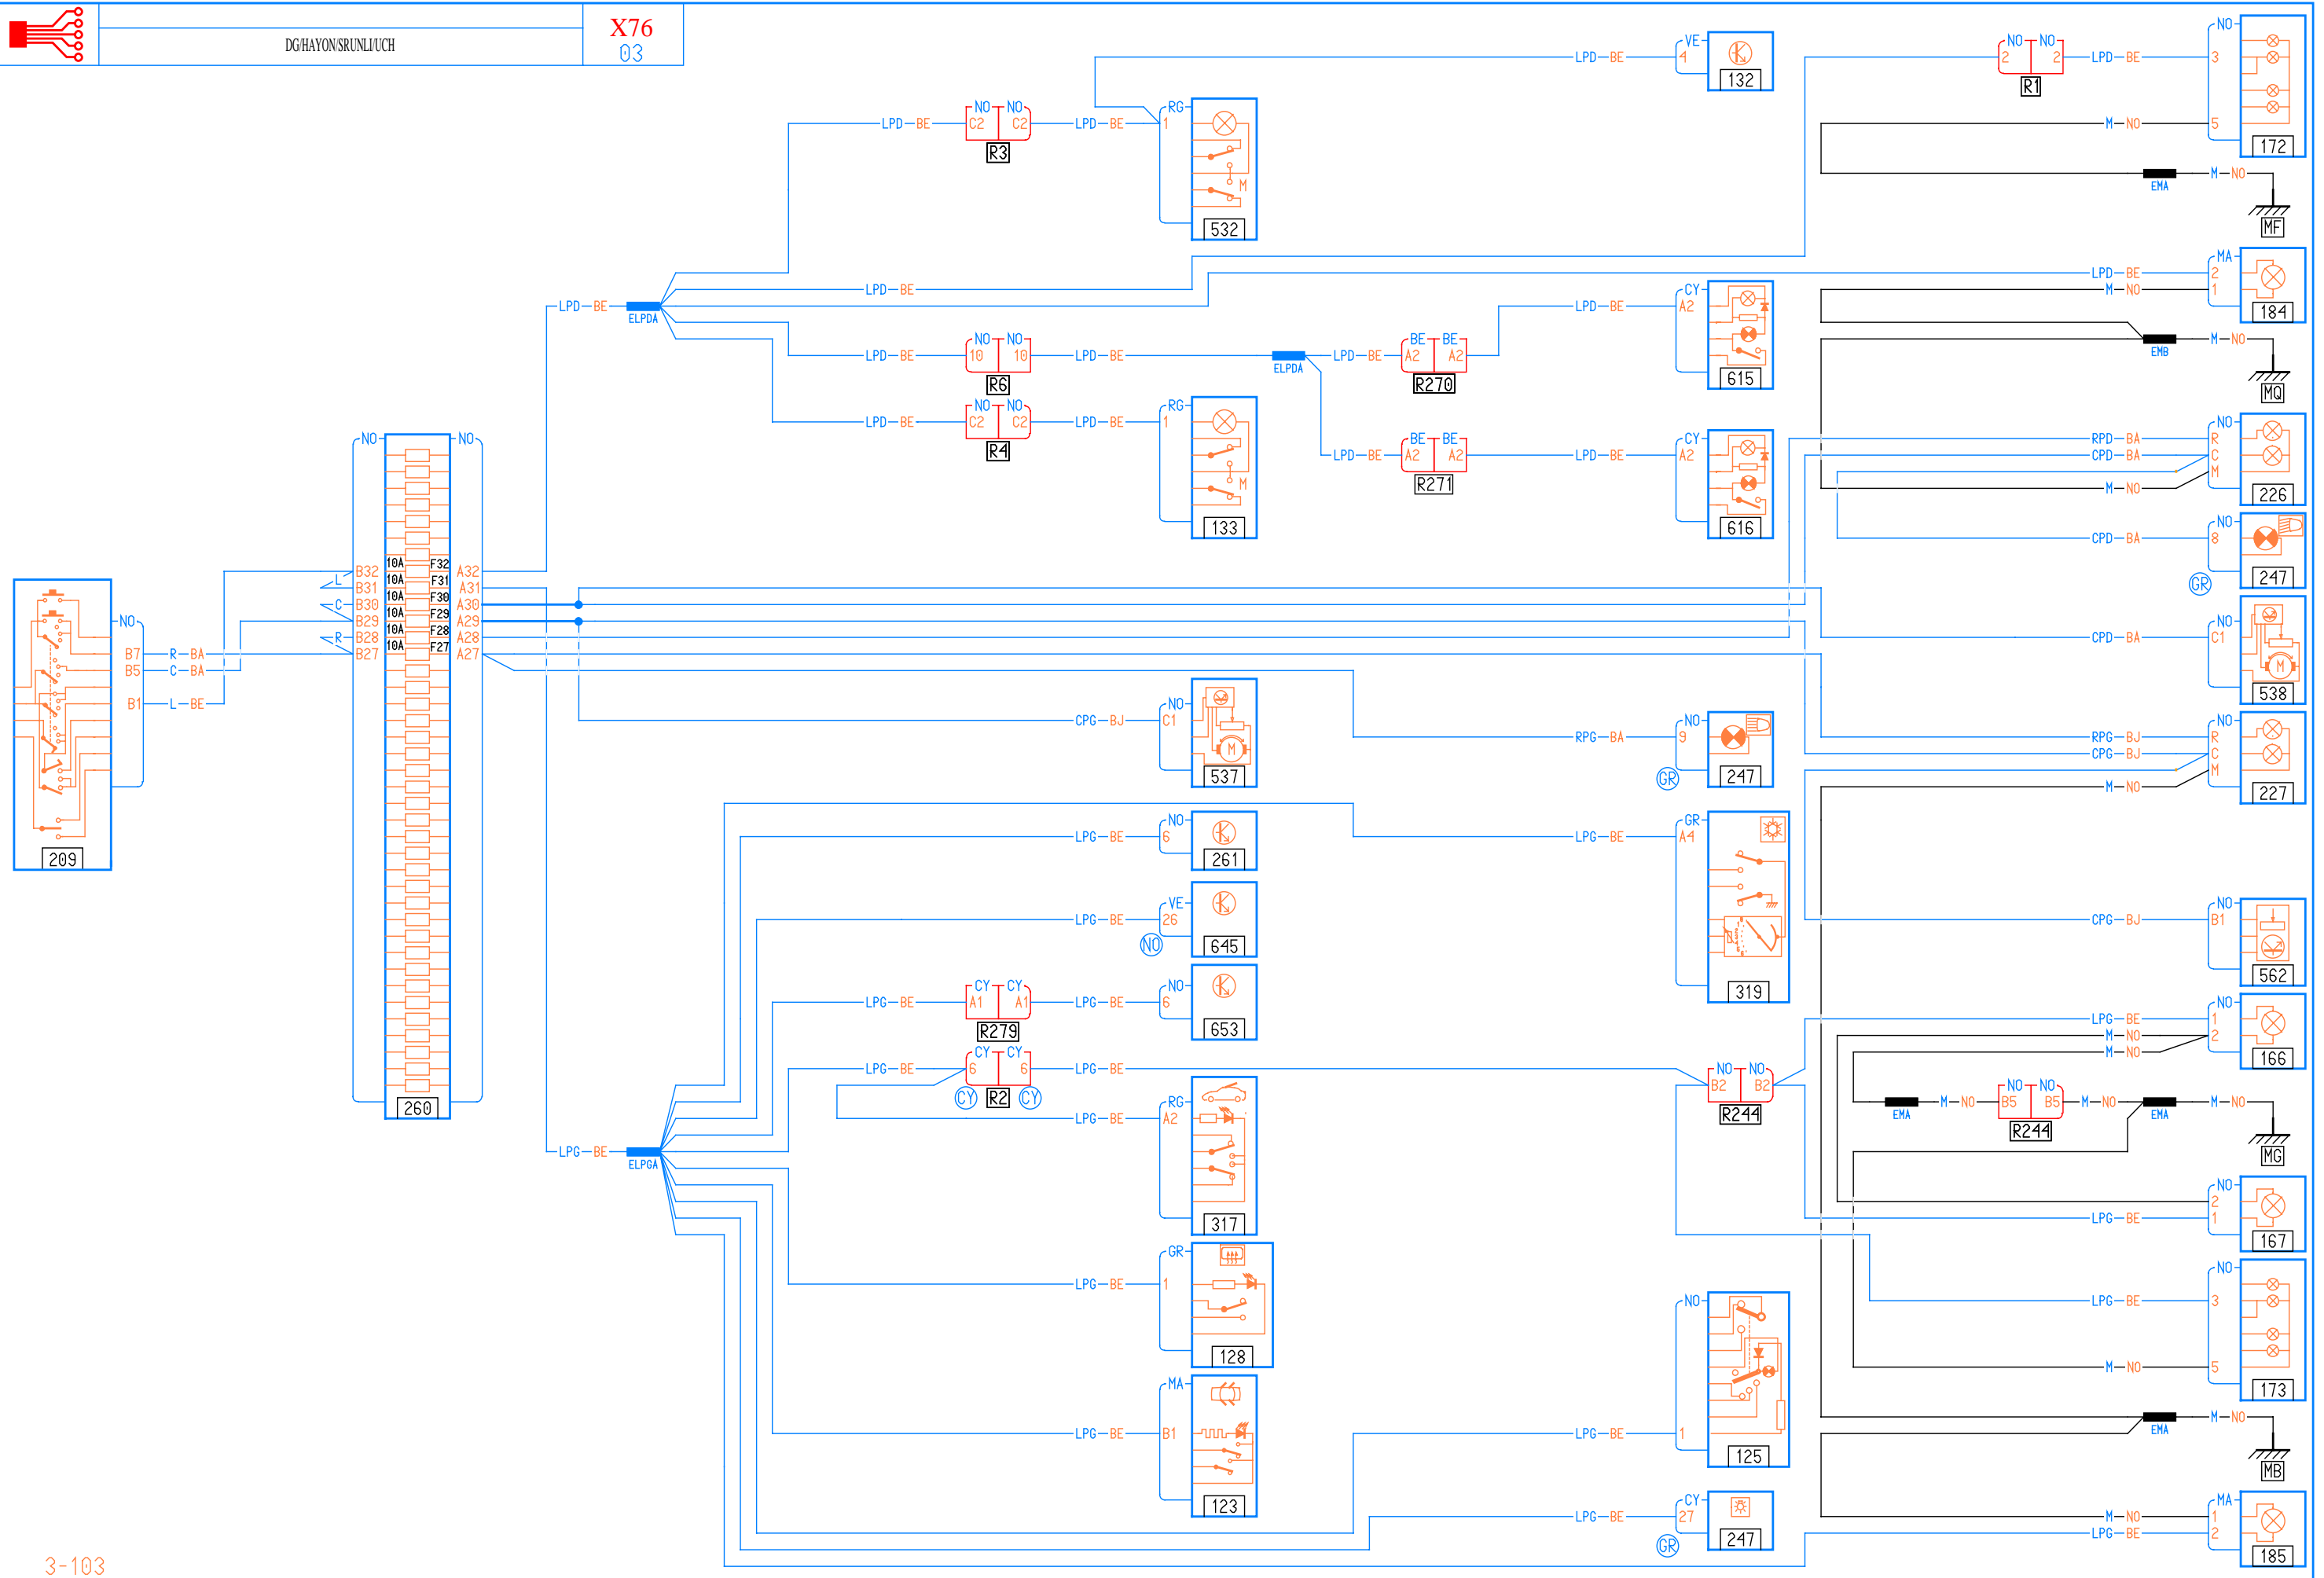 DG/HAYON/SRUNLI/UCH
X76
03
LPD BE VE 4 132
NO NO 2 2 R1 LPD BE NO 3
M NO 5 172
EMA M NO MF
LPD BE NO NO C2 C2 R3 LPD BE RG 1 M 532
LPD BE ELPDA
LPD BE
LPD BE MA 2
M NO 1 184
EMB M NO MQ
LPD BE NO NO 10 10 R6 LPD BE ELPDA LPD BE BE BE A2 A2 R270 LPD BE CY A2 615
LPD BE NO NO C2 C2 R4 LPD BE RG 1 M 133
LPD BE BE BE A2 A2 R271 LPD BE CY A2 616
RPD BA NO R
CPD BA C
M
M NO 226
CPD BA NO 8 GR 247
CPD BA NO C1 M 538
NO NO
B32 10A F32 A32
L B31 10A F31 A31
C B30 10A F30 A30
B29 10A F29 A29
R B28 10A F28 A28
B27 10A F27 A27
260
NO
B7 R BA
B5 C BA
B1 L BE
209
CPG BJ NO C1 M 537
RPG BA NO 9 GR 247
RPG BJ NO R
CPG BJ C
M
M NO 227
LPG BE NO 6 261
LPG BE GR A4 319
LPG BE VE 26 NO 645
CPG BJ NO B1 562
LPG BE CY CY A1 A1 R279 LPG BE NO 6 653
LPG BE CY CY 6 6 CY R2 CY LPG BE NO NO B2 B2 R244
LPG BE NO 1
M NO 2
M NO 166
EMA M NO NO NO B5 B5 R244 M NO EMA M NO MG
LPG BE RG A2 317
LPG BE ELPGA
NO 2
LPG BE 1 167
LPG BE GR 1 128
LPG BE NO 3
M NO 5 173
LPG BE MA B1 123
LPG BE NO 1 125
EMA M NO MB
LPG BE CY 27 GR 247
M NO MA 1
LPG BE 2 185
3-103